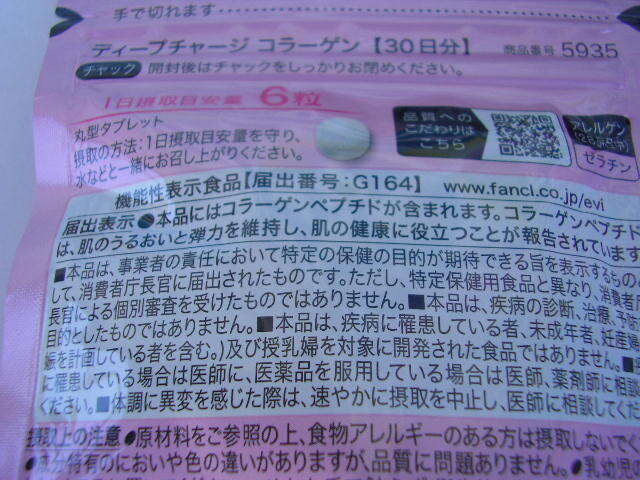 手で切れます
ディープチャージ コラーゲン【30日分】 商品番号5935
チャック 開封後はチャックをしっかりお閉めください。
1日摂取目安量 6粒
丸型タブレット
摂取の方法:1日摂取目安量を守り、
水などと一緒にお召し上がりください。
品質への
こだわりは
こちら
アレルゲン
ゼラチン
機能性表示食品【届出番号:G164】 www.fancl.co.jp/evi
届出表示 ●本品にはコラーゲンペプチドが含まれます。コラーゲンペプチド
は、肌のうるおいと弾力を維持し、肌の健康に役立つことが報告されています
■本品は、事業者の責任において特定の保健の目的が期待できる旨を表示するもの
して、消費者庁長官に届出されたものです。ただし、特定保健用食品と異なり、消費者
長官による個別審査を受けたものではありません。■本品は、疾病の診断、治療、予防
目的としたものではありません。■本品は、疾病に罹患している者、未成年者、妊産婦
娠を計画している者を含む。)及び授乳婦を対象に開発された食品ではありません。■
に罹患している場合は医師に、医薬品を服用している場合は医師、薬剤師に相談
ください。■体調に異変を感じた際は、速やかに摂取を中止し、医師に相談してくだ
摂取上の注意 ●原材料をご参照の上、食物アレルギーのある方は摂取しないでく
●成分特有のにおいや色の違いがありますが、品質に問題ありません。●乳幼児の